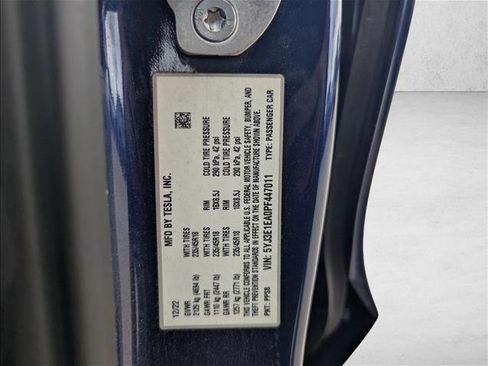 MFD BY TESLA, INC.
12/22
GVWR WITH TIRES RIM COLD TIRE PRESSURE
2129 kg (4694 lb) 235/45R18 18X8.5J 290 kPa, 42 psi
GAWR FRT WITH TIRES RIM COLD TIRE PRESSURE
1110 kg (2447 lb) 235/45R18 18X8.5J 290 kPa, 42 psi
GAWR RR
1257 kg (2771 lb)
THIS VEHICLE CONFORMS TO ALL APPLICABLE U.S. FEDERAL MOTOR VEHICLE SAFETY, BUMPER, AND
THEFT PREVENTION STANDARDS IN EFFECT ON THE DATE OF MANUFACTURE SHOWN ABOVE.
VIN: 5YJ3E1EA0PF447011
PNT: PPSB TYPE: PASSENGER CAR